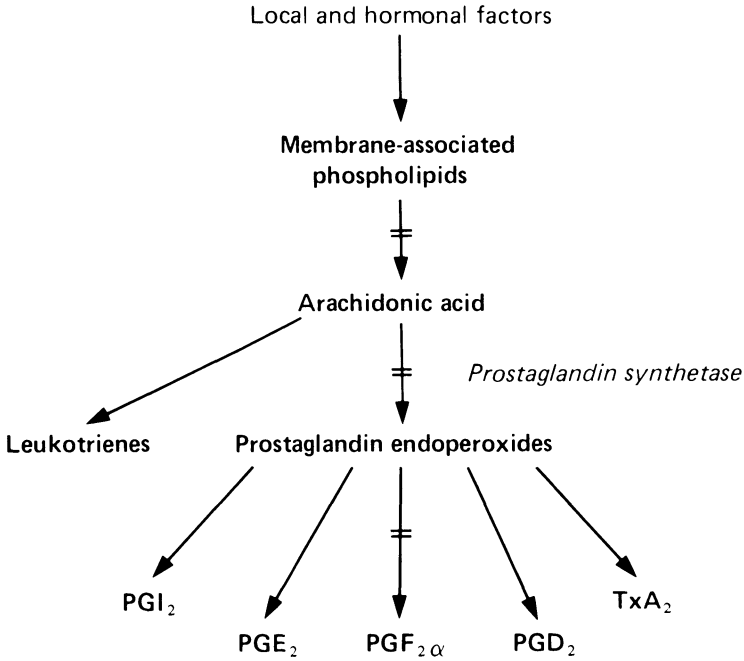 Local and hormonal factors
Membrane-associated
phospholipids
Arachidonic acid
Prostaglandin synthetase
Leukotrienes
Prostaglandin endoperoxides
PGI₂
PGE₂
PGF₂α
PGD₂
TxA₂